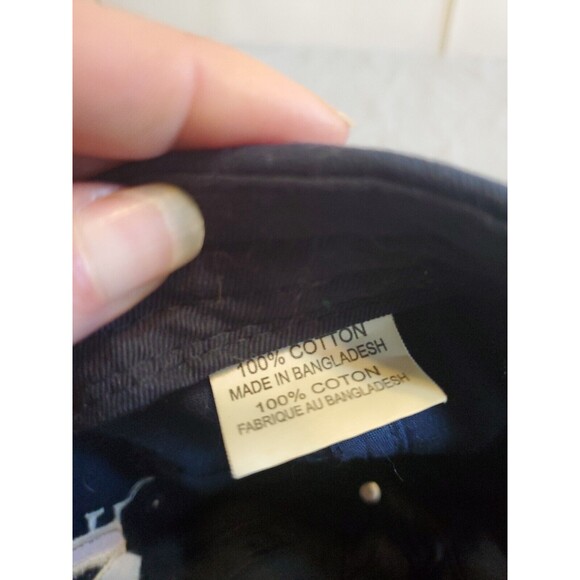 100% COTTON
MADE IN BANGLADESH
100% COTON
FABRIQUE AU BANGLADESH